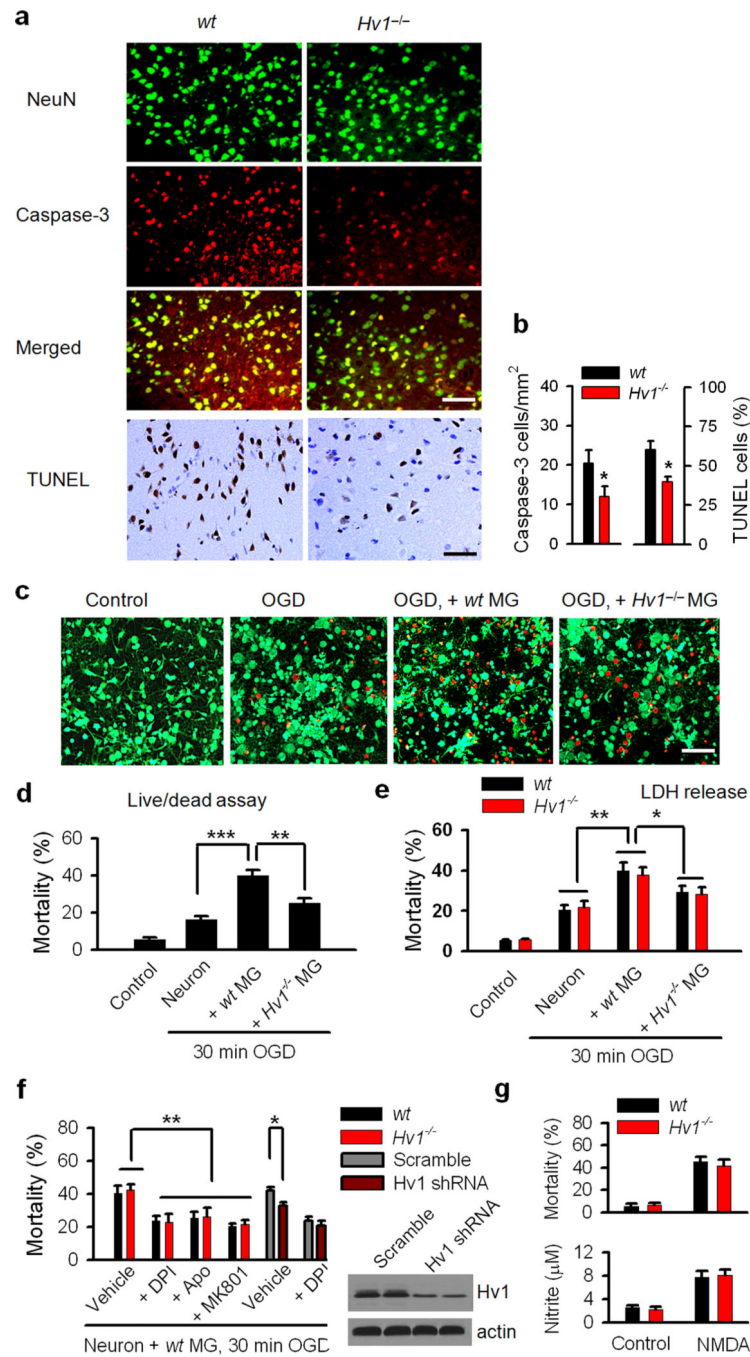 a
wt Hv1–/–
NeuN
Caspase-3
Merged
TUNEL
b
wt
Hv1-/-
Caspase-3 cells/mm2
40
30
20
10
0
100
75
50
25
0
TUNEL cells (%)
* *
c
Control OGD OGD, + wt MG OGD, + Hv1–/– MG
d
Live/dead assay
Mortality (%)
60
40
20
0
*** **
Control
Neuron
+ wt MG
+ Hv1-/- MG
30 min OGD
e
wt
Hv1-/-
LDH release
Mortality (%)
60
40
20
0
** *
Control
Neuron
+ wt MG
+ Hv1-/- MG
30 min OGD
f
Mortality (%)
80
60
40
20
0
** *
wt
Hv1-/-
Scramble
Hv1 shRNA
Vehicle
+ DPI
+ Apo
+ MK801
Vehicle
+ DPI
Neuron + wt MG, 30 min OGD
Scramble
Hv1 shRNA
Hv1
actin
g
wt
Hv1-/-
Mortality (%)
80
60
40
20
0
Nitrite (μM)
12
8
4
0
Control NMDA